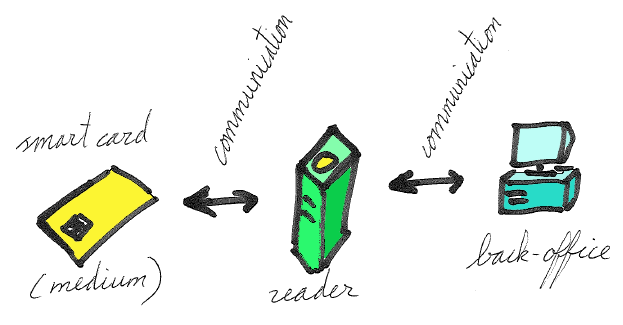 smart card
(medium)
communication
reader
communication
back-office